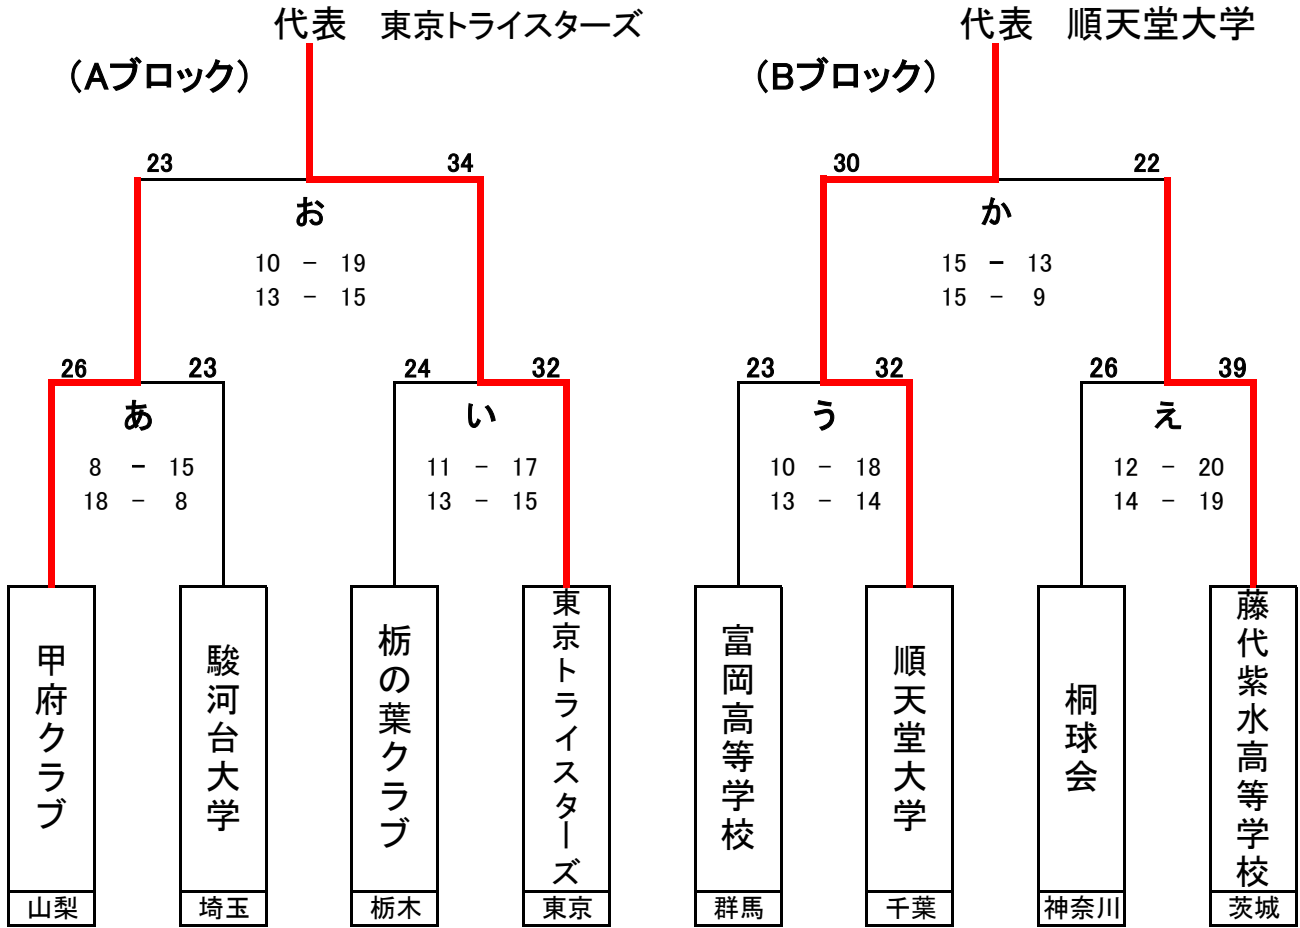 代表　東京トライスターズ
代表　順天堂大学
（Aブロック）
（Bブロック）
23　34
30　22
お
か
10 － 19
15 － 13
13 － 15
15 － 9
26　23
24　32
23　32
26　39
あ
い
う
え
8 － 15
11 － 17
10 － 18
12 － 20
18 － 8
13 － 15
13 － 14
14 － 19
甲府クラブ
駿河台大学
栃の葉クラブ
東京トライスターズ
富岡高等学校
順天堂大学
桐球会
藤代紫水高等学校
山梨
埼玉
栃木
東京
群馬
千葉
神奈川
茨城